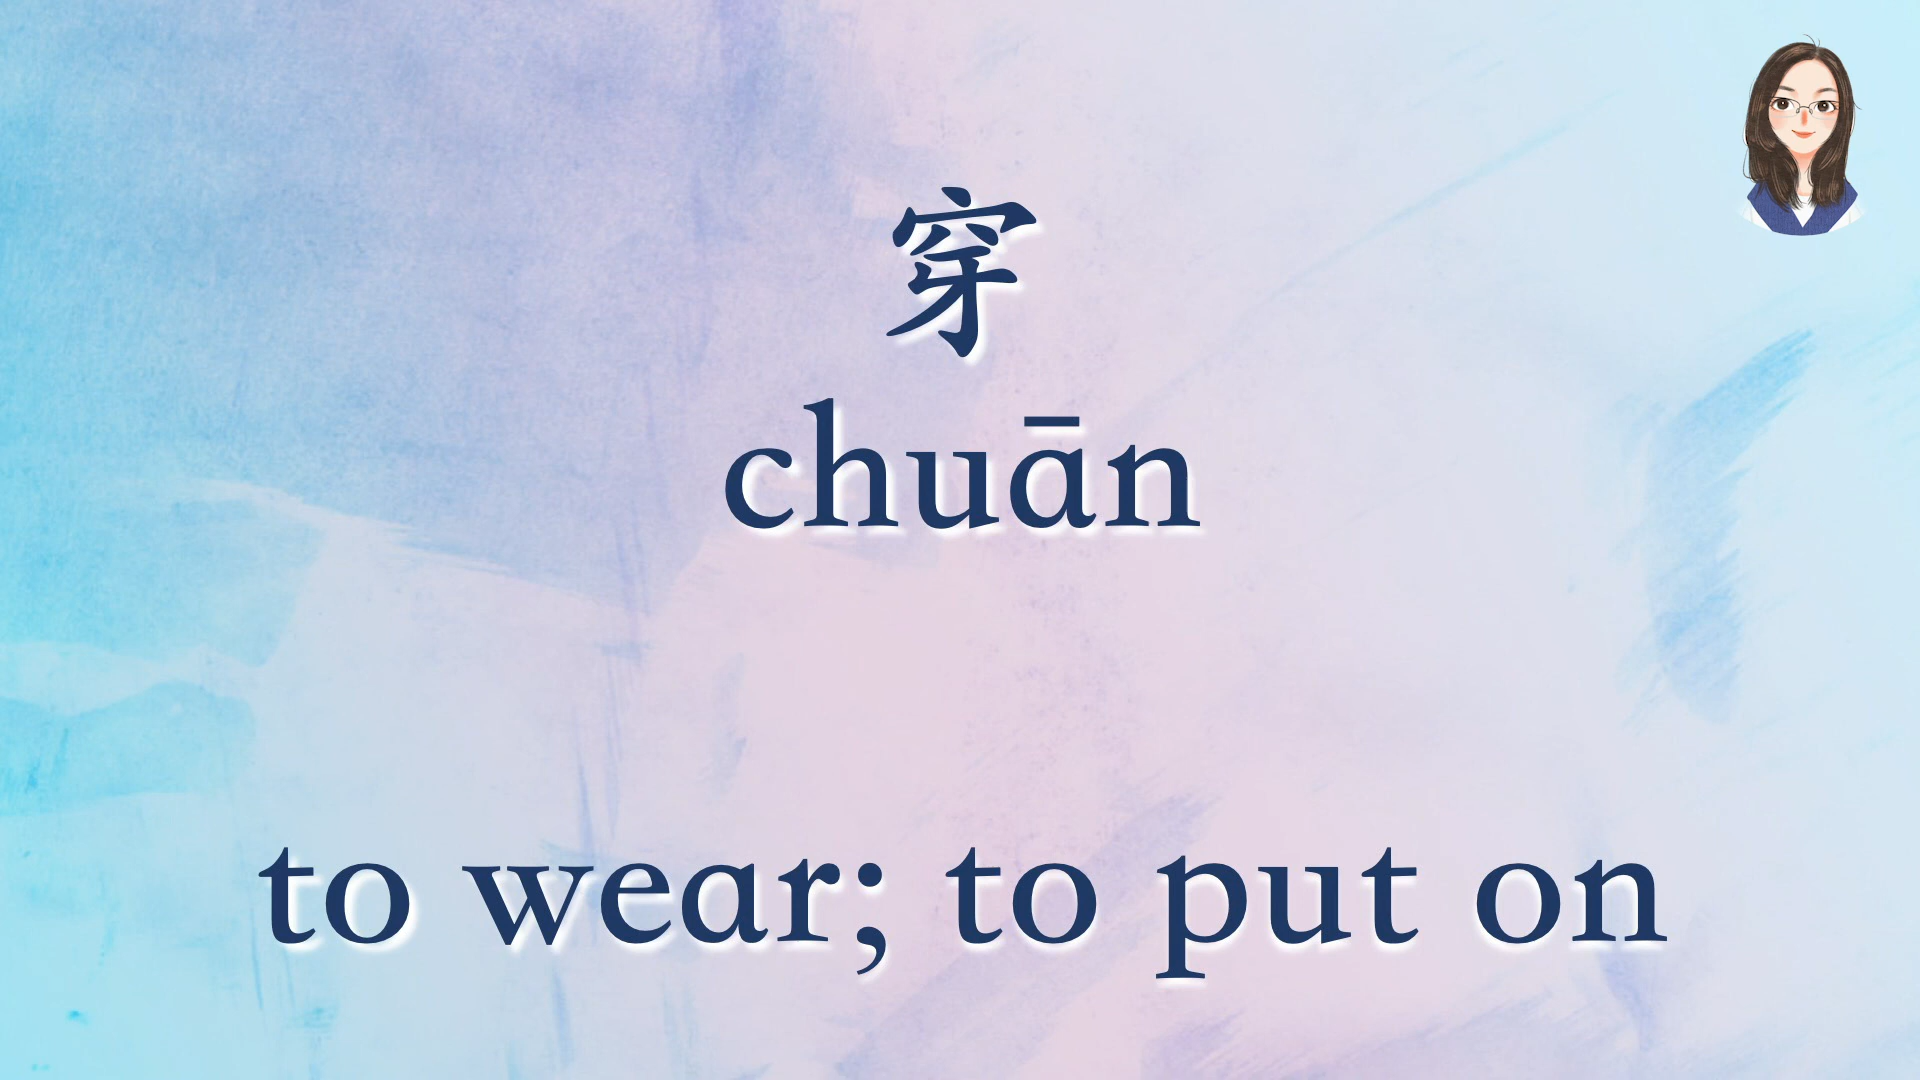 穿
chuān
to wear; to put on